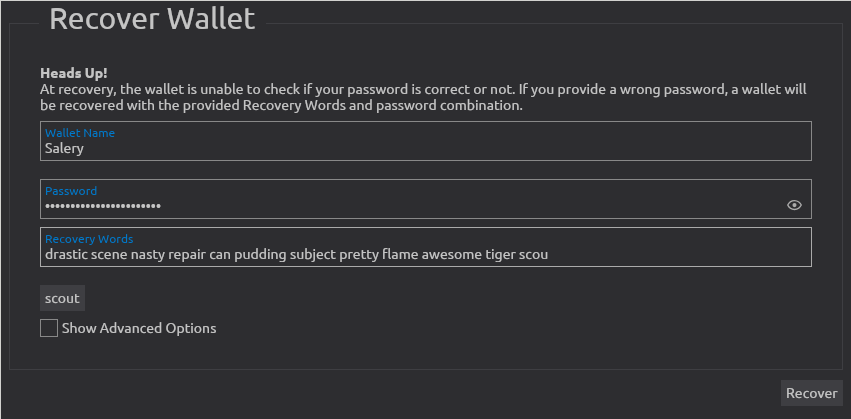 Recover Wallet
Heads Up!
At recovery, the wallet is unable to check if your password is correct or not. If you provide a wrong password, a wallet will
be recovered with the provided Recovery Words and password combination.
Wallet Name
Salery
Password
•••••••••••••••••••••••
Recovery Words
drastic scene nasty repair can pudding subject pretty flame awesome tiger scou
scout
Show Advanced Options
Recover